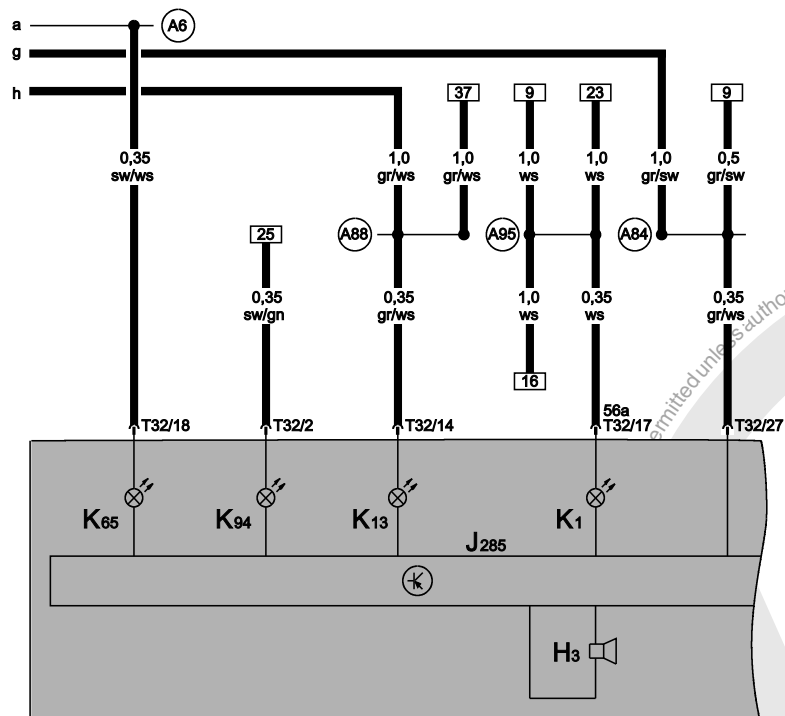 a A6
g
h
37 9 23 9
0,35 1,0 1,0 1,0 1,0 1,0 0,5
sw/ws gr/ws gr/ws ws ws gr/sw gr/sw
25 A88 A95 A84
0,35 0,35 1,0 0,35 0,35
sw/gn gr/ws ws ws gr/ws
16
56a
T32/18 T32/2 T32/14 T32/17 T32/27
K65 K94 K13 K1
J285
H3
ermitted unless author